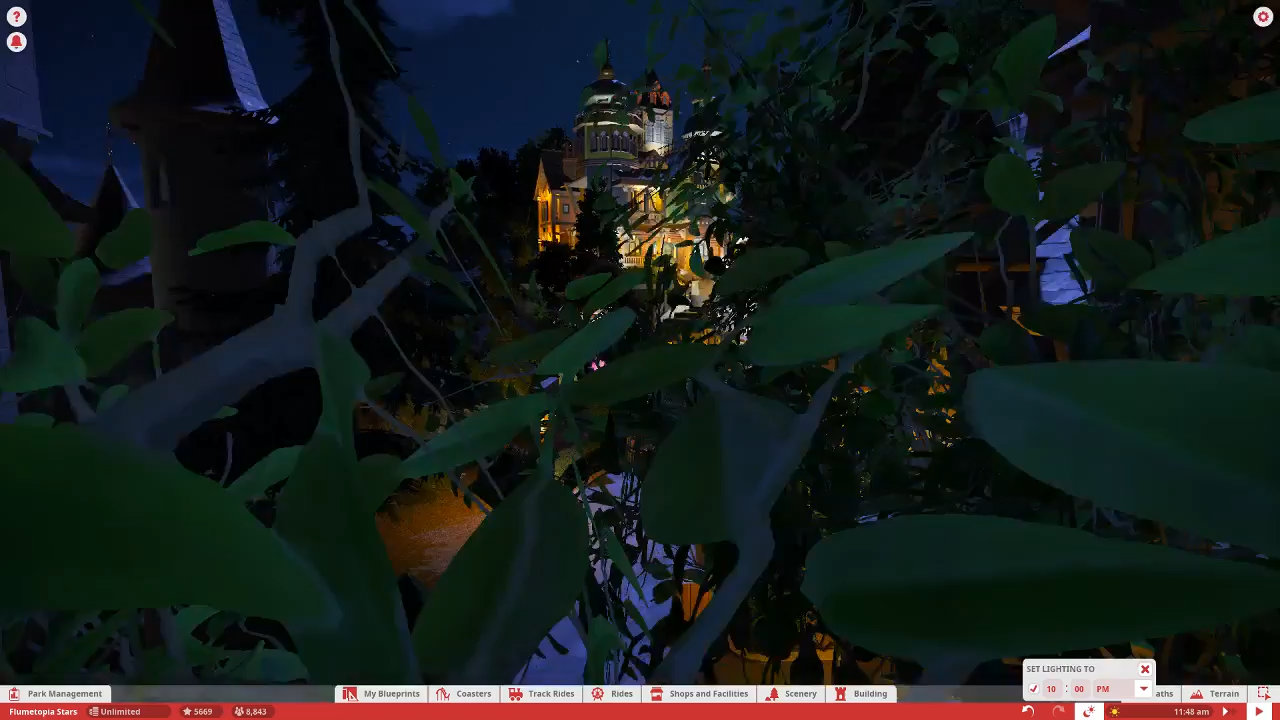 ?
SET LIGHTING TO
10 : 00 PM
Park Management
My Blueprints
Coasters
Track Rides
Rides
Shops and Facilities
Scenery
Building
aths
Terrain
Flumetopia Stars
Unlimited
5669
8,843
11:48 am